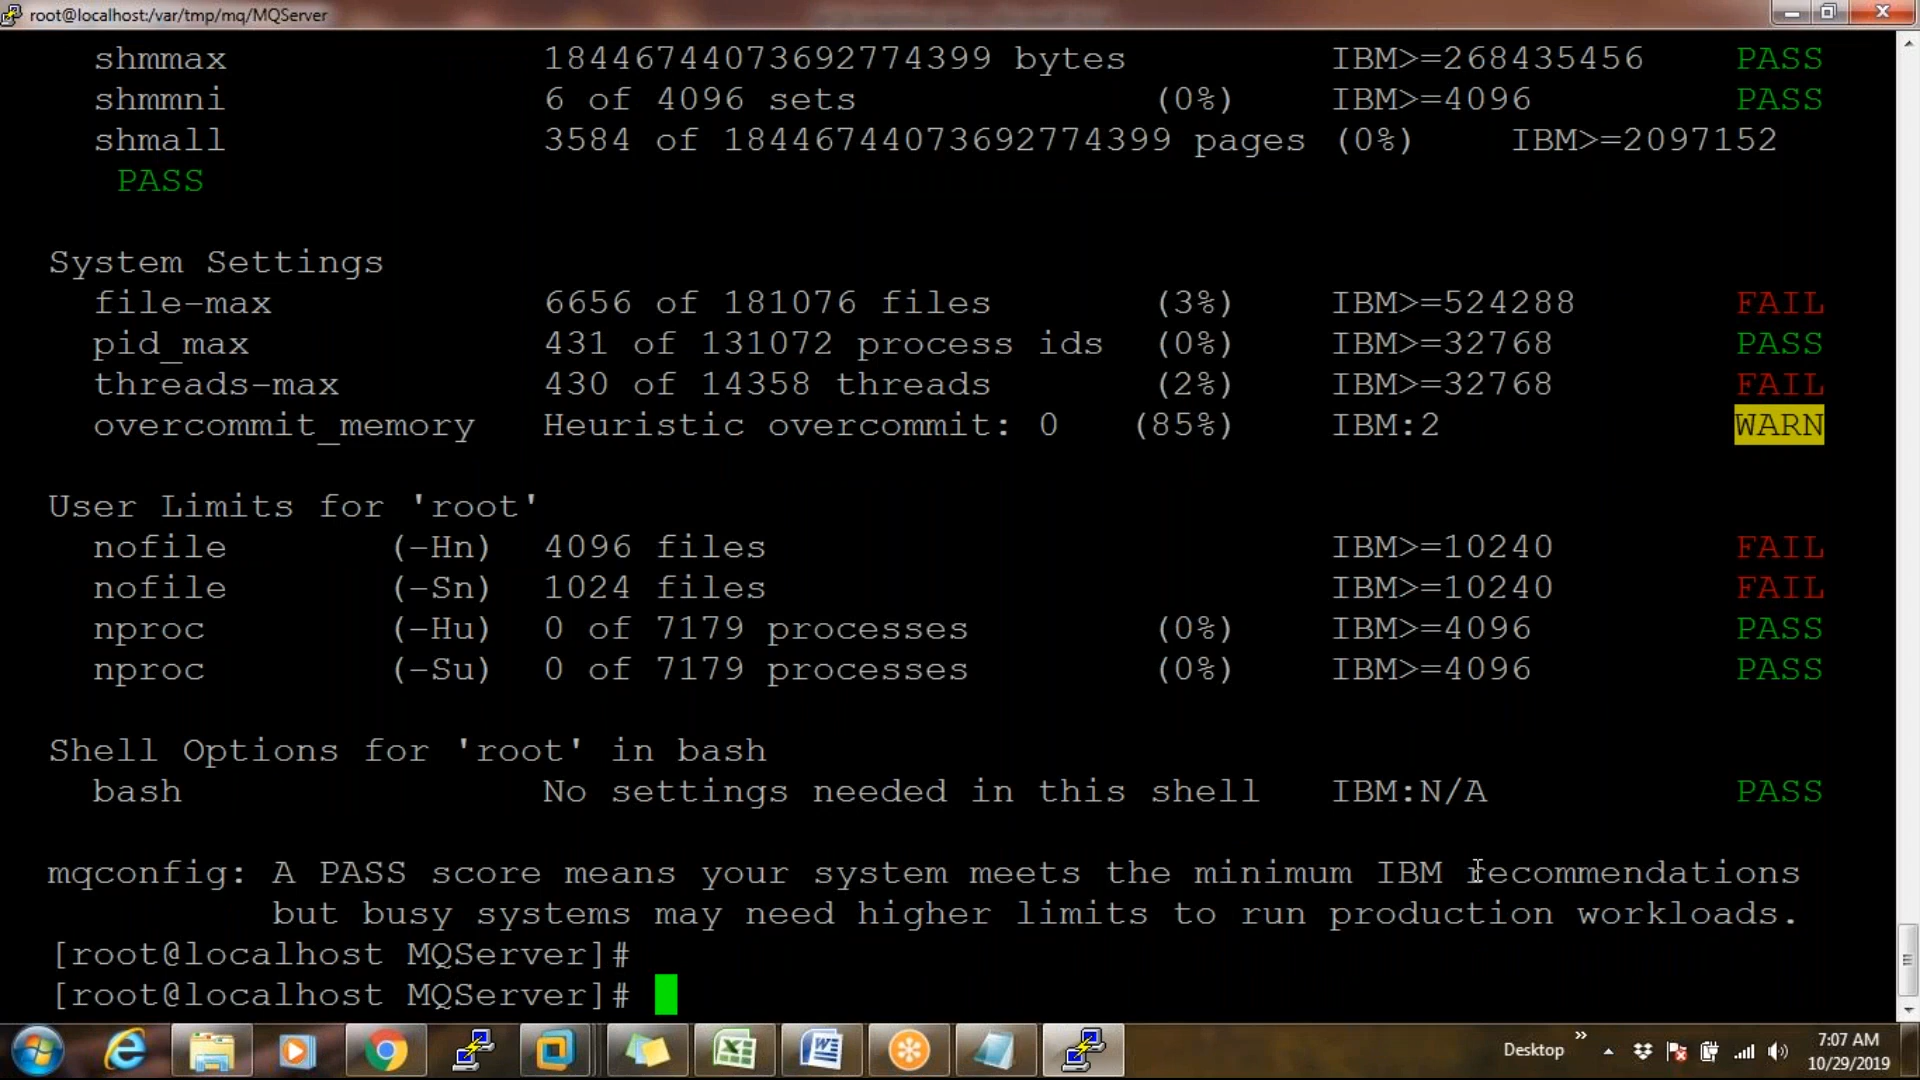 root@localhost:/var/tmp/mq/MQServer
shmmax 18446744073692774399 bytes IBM>=268435456 PASS
shmmni 6 of 4096 sets (0%) IBM>=4096 PASS
shmall 3584 of 18446744073692774399 pages (0%) IBM>=2097152
PASS
System Settings
file-max 6656 of 181076 files (3%) IBM>=524288 FAIL
pid_max 431 of 131072 process ids (0%) IBM>=32768 PASS
threads-max 430 of 14358 threads (2%) IBM>=32768 FAIL
overcommit_memory Heuristic overcommit: 0 (85%) IBM:2 WARN
User Limits for 'root'
nofile (-Hn) 4096 files IBM>=10240 FAIL
nofile (-Sn) 1024 files IBM>=10240 FAIL
nproc (-Hu) 0 of 7179 processes (0%) IBM>=4096 PASS
nproc (-Su) 0 of 7179 processes (0%) IBM>=4096 PASS
Shell Options for 'root' in bash
bash No settings needed in this shell IBM:N/A PASS
mqconfig: A PASS score means your system meets the minimum IBM recommendations
but busy systems may need higher limits to run production workloads.
[root@localhost MQServer]#
[root@localhost MQServer]#
Desktop
7:07 AM
10/29/2019